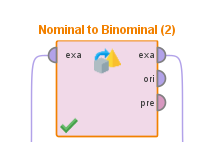 Nominal to Binominal (2)
exa exa
ori
pre